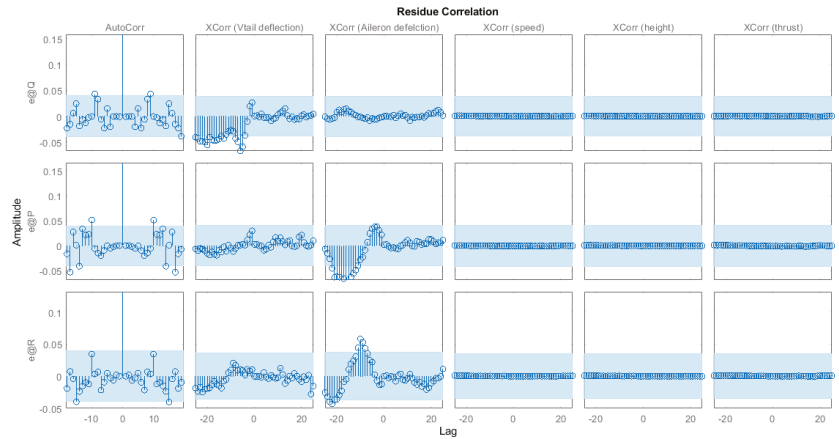 Residue Correlation
AutoCorr XCorr (Vtail deflection) XCorr (Aileron defelction) XCorr (speed) XCorr (height) XCorr (thrust)
0.15
0.1
0.05
0
-0.05
e@Q
0.15
0.1
0.05
0
-0.05
e@P
Amplitude
0.15
0.1
0.05
0
-0.05
e@R
-10 0 10 -20 0 20 -20 0 20 -20 0 20 -20 0 20 -20 0 20
Lag